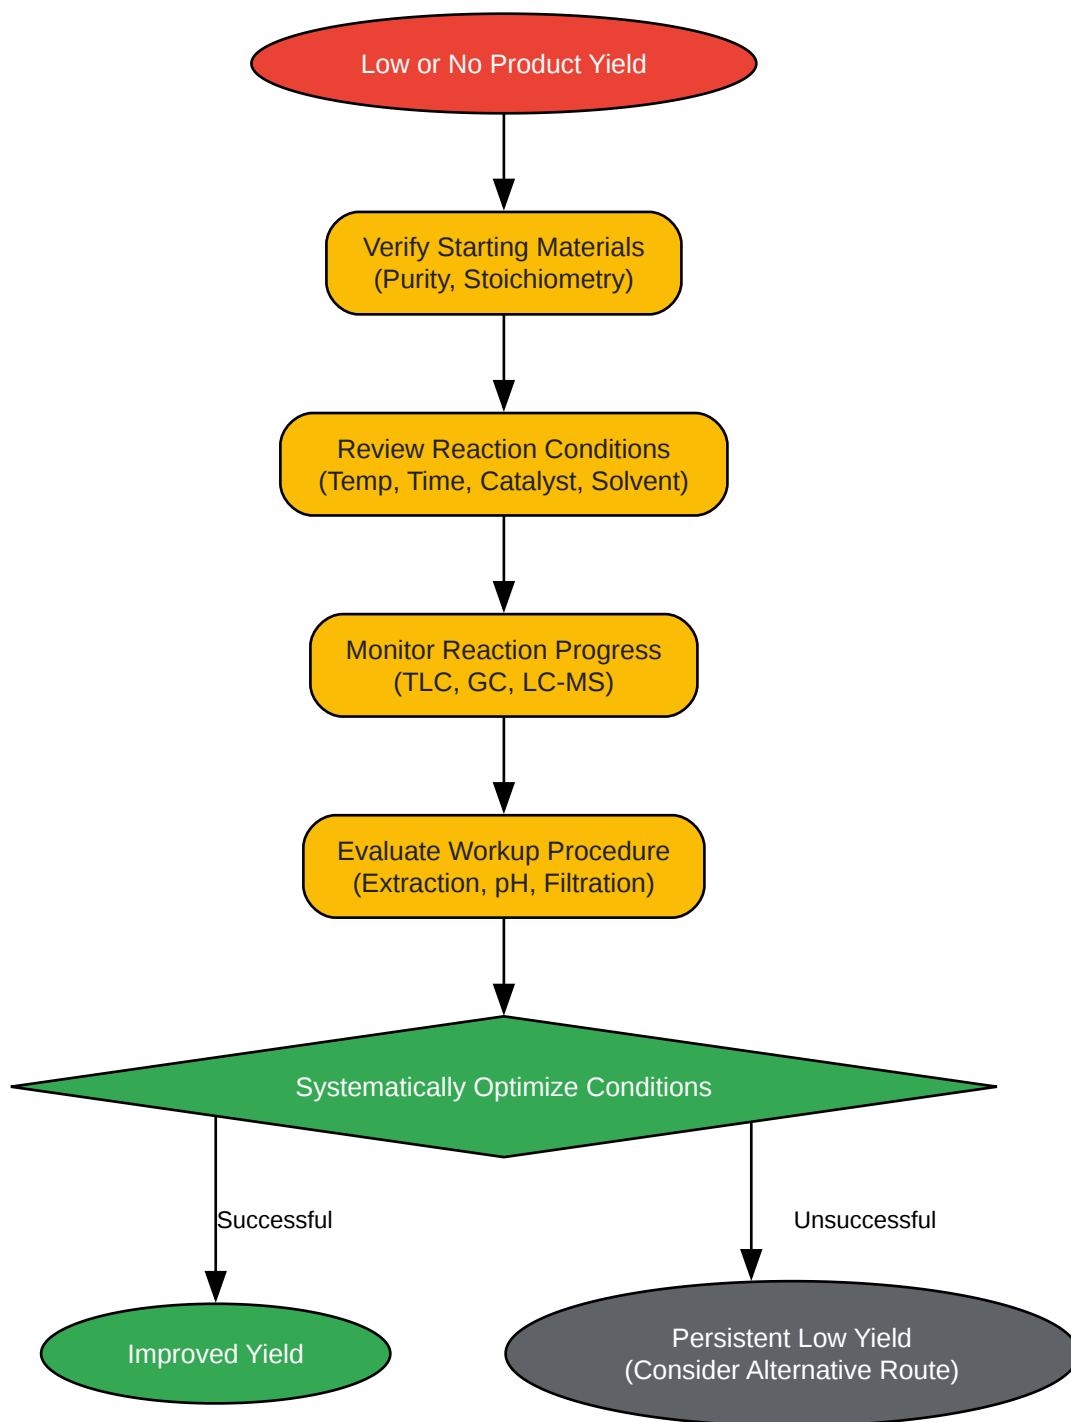 Low or No Product Yield
Verify Starting Materials
(Purity, Stoichiometry)
Review Reaction Conditions
(Temp, Time, Catalyst, Solvent)
Monitor Reaction Progress
(TLC, GC, LC-MS)
Evaluate Workup Procedure
(Extraction, pH, Filtration)
Systematically Optimize Conditions
Successful
Unsuccessful
Improved Yield
Persistent Low Yield
(Consider Alternative Route)